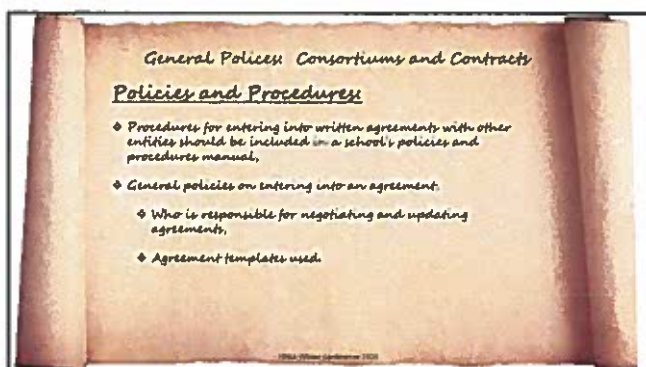 General Polices: Consortiums and Contracts
Policies and Procedures:
❖ Procedures for entering into written agreements with other
entities should be included in a school's policies and
procedures manual,
❖ General policies on entering into an agreement.
❖ Who is responsible for negotiating and updating
agreements,
❖ Agreement templates used.
Winter Conference